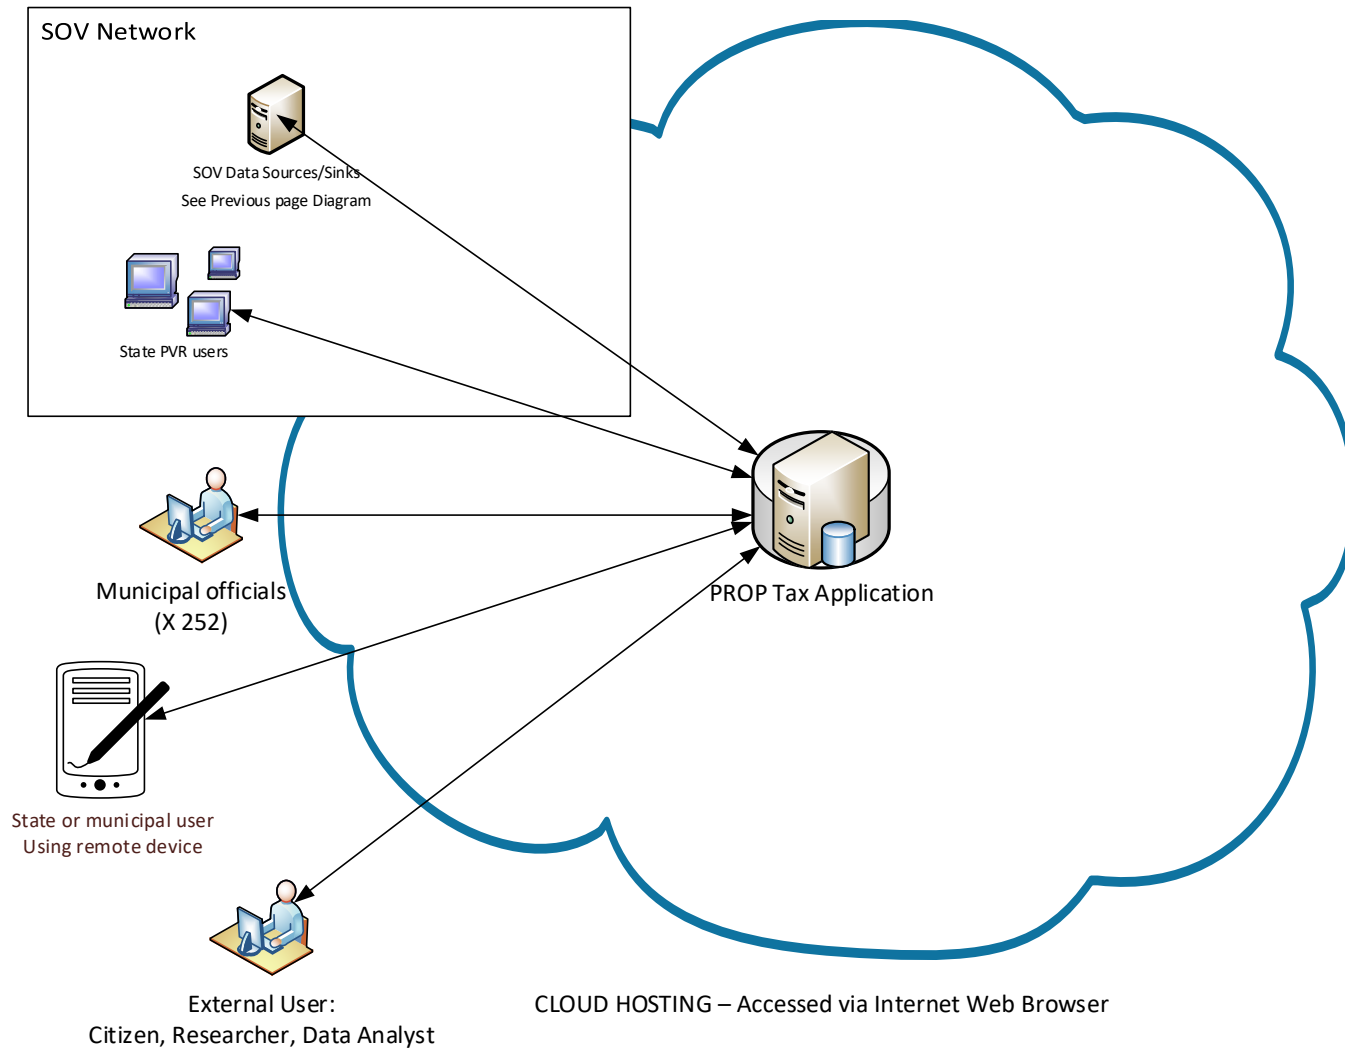 SOV Network
SOV Data Sources/Sinks
See Previous page Diagram
State PVR users
Municipal officials
(X 252)
PROP Tax Application
State or municipal user
Using remote device
External User:
Citizen, Researcher, Data Analyst
CLOUD HOSTING – Accessed via Internet Web Browser